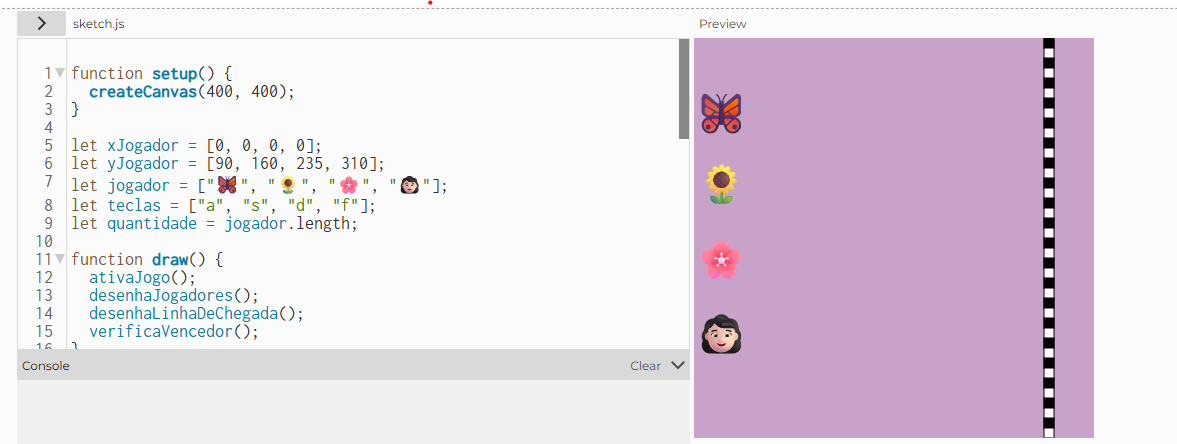 sketch.js
Preview
1 function setup() {
2 createCanvas(400, 400);
3 }
4
5 let xJogador = [0, 0, 0, 0];
6 let yJogador = [90, 160, 235, 310];
7 let jogador = ["🦋", "🌻", "🌸", "👩🏻"];
8 let teclas = ["a", "s", "d", "f"];
9 let quantidade = jogador.length;
10
11 function draw() {
12 ativaJogo();
13 desenhaJogadores();
14 desenhaLinhaDeChegada();
15 verificaVencedor();
16 }
Console
Clear